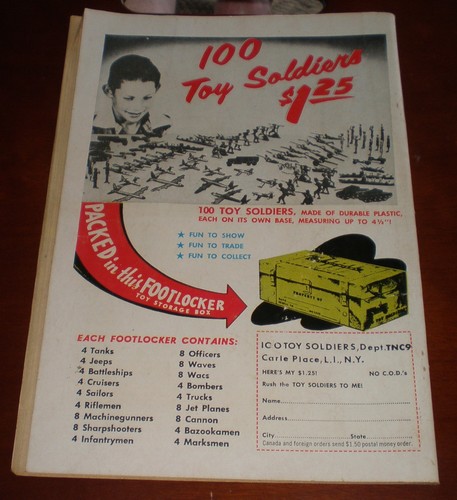 100
Toy Soldiers
$1.25
100 TOY SOLDIERS, MADE OF DURABLE PLASTIC,
EACH ON ITS OWN BASE, MEASURING UP TO 4½"!
★ FUN TO SHOW
★ FUN TO TRADE
★ FUN TO COLLECT
PACKED in this FOOTLOCKER
TOY STORAGE BOX
PROPERTY OF
EACH FOOTLOCKER CONTAINS:
4 Tanks
4 Jeeps
4 Battleships
4 Cruisers
4 Sailors
4 Riflemen
8 Machinegunners
8 Sharpshooters
4 Infantrymen
8 Officers
8 Waves
8 Wacs
4 Bombers
4 Trucks
8 Jet Planes
8 Cannon
4 Bazookamen
4 Marksmen
100 TOY SOLDIERS, Dept. TNC9
Carle Place, L.I., N.Y.
HERE'S MY $1.25! NO C.O.D.'s
Rush the TOY SOLDIERS TO ME!
Name
Address
City State
Canada and foreign orders send $1.50 postal money order.